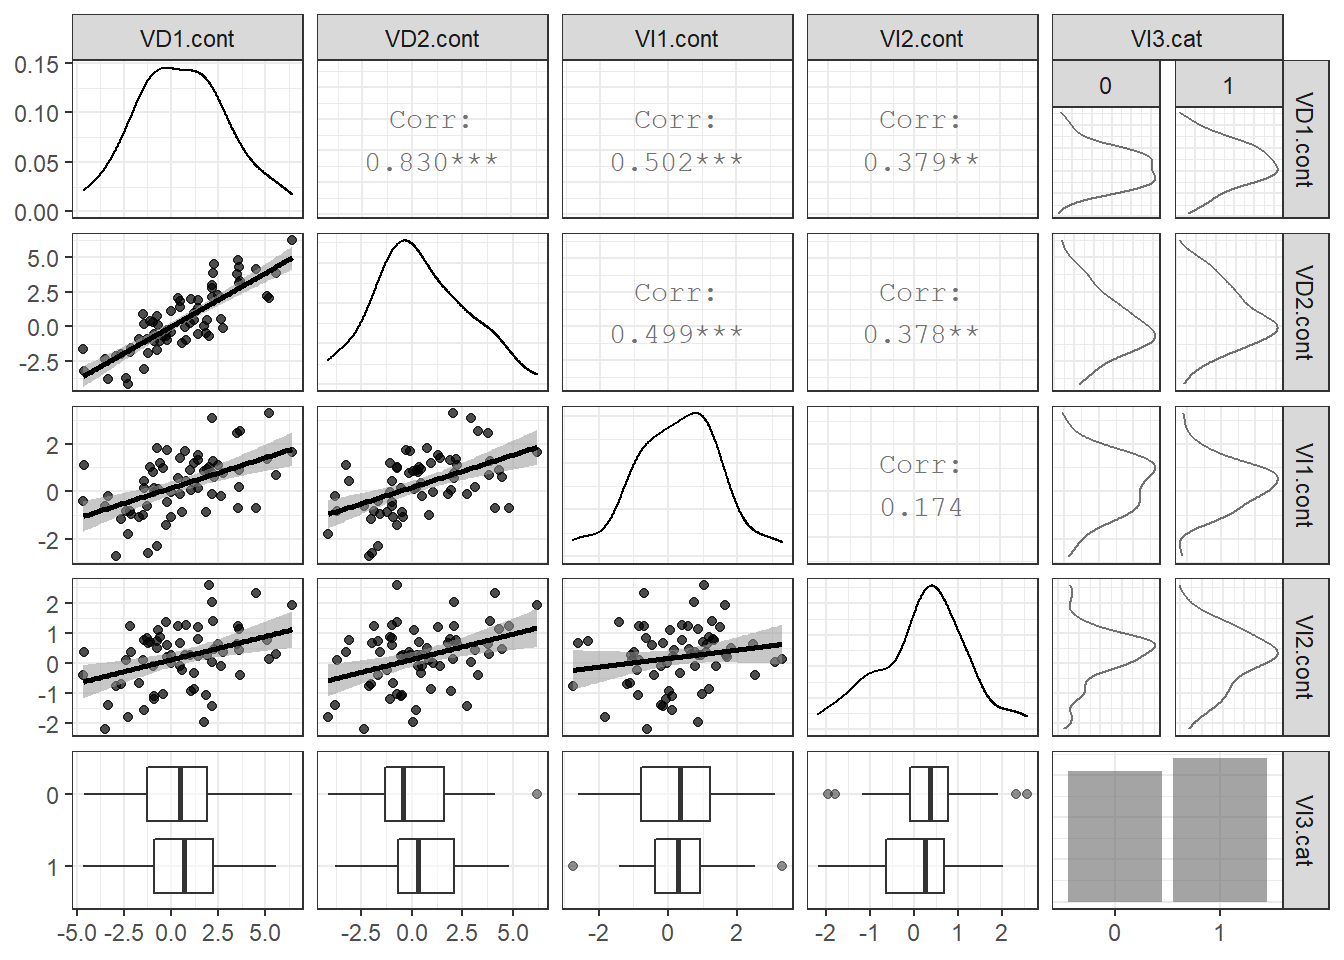 VD1.cont VD2.cont VI1.cont VI2.cont VI3.cat
0 1
0.15
0.10
0.05
0.00
Corr:
0.830***
Corr:
0.502***
Corr:
0.379**
VD1.cont
5.0
2.5
0.0
-2.5
Corr:
0.499***
Corr:
0.378**
VD2.cont
2
0
-2
Corr:
0.174
VI1.cont
2
1
0
-1
-2
VI2.cont
0
1
VI3.cat
-5.0 -2.5 0.0 2.5 5.0 -2.5 0.0 2.5 5.0 -2 0 2 -2 -1 0 1 2 0 1